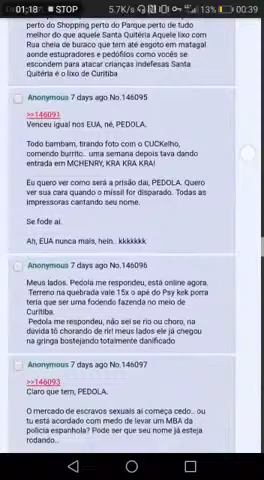 01:18 STOP 5.7K/s 13% 00:39
perto do Shopping perto do Parque perto de tudo
melhor do que aquele Santa Quitéria Aquele lixo com
Rua cheia de buraco que tem até esgoto em matagal
aonde estupradores e pedófilos como vocês se
escondem para atacar crianças indefesas Santa
Quitéria é o lixo de Curitiba
Anonymous 7 days ago No.146095
>>146091
Venceu igual nos EUA, né, PEDOLA.
Todo bambam, tirando foto com o CUCKelho,
comendo burrito.. uma semana depois tava dando
entrada em MCHENRY, KRA KRA KRA!
Eu quero ver como será a prisão dai, PEDOLA. Quero
ver sua cara quando o míssil for disparado. Todas as
impressoras cantando seu nome.
Se fode aí.
Ah, EUA nunca mais, hein.. kkkkkkk
Anonymous 7 days ago No.146096
Meus lados. Pedola me respondeu, está online agora.
Terreno na quebrada vale 15x o apê do Psy kek porra
teria que ser uma fodendo fazenda no meio de
Curitiba.
Pedola me respondeu, não sei se rio ou choro, na
dúvida tô chorando de rir! meus lados ele já chegou
na gringa bostejando totalmente danificado
Anonymous 7 days ago No.146097
>>146093
Claro que tem, PEDOLA.
O mercado de escravos sexuais aí começa cedo.. ou
tu está acordado com medo de levar um MBA da
policia espanhola? Pode ser que seu nome já esteja
rodando..